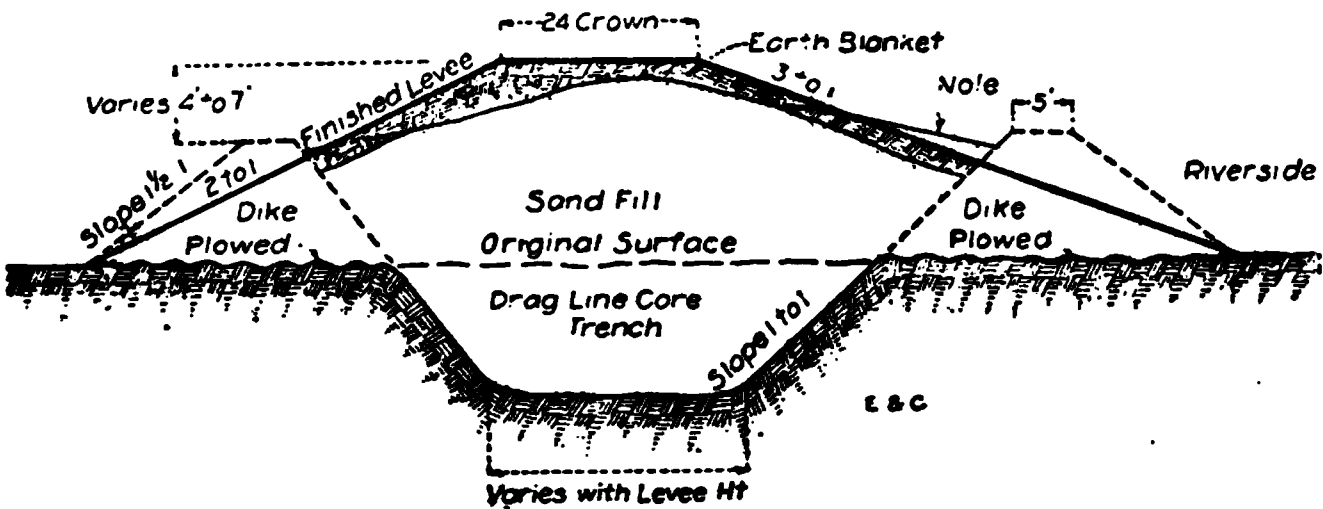 24 Crown
Earth Blanket
Finished Levee
3 to 1
Note
5'
Varies 4' to 7'
Slope 1½ 1
2 to 1
Riverside
Dike
Plowed
Sand Fill
Original Surface
Dike
Plowed
Drag Line Core
Trench
Slope 1 to 1
E & C
Varies with Levee Ht